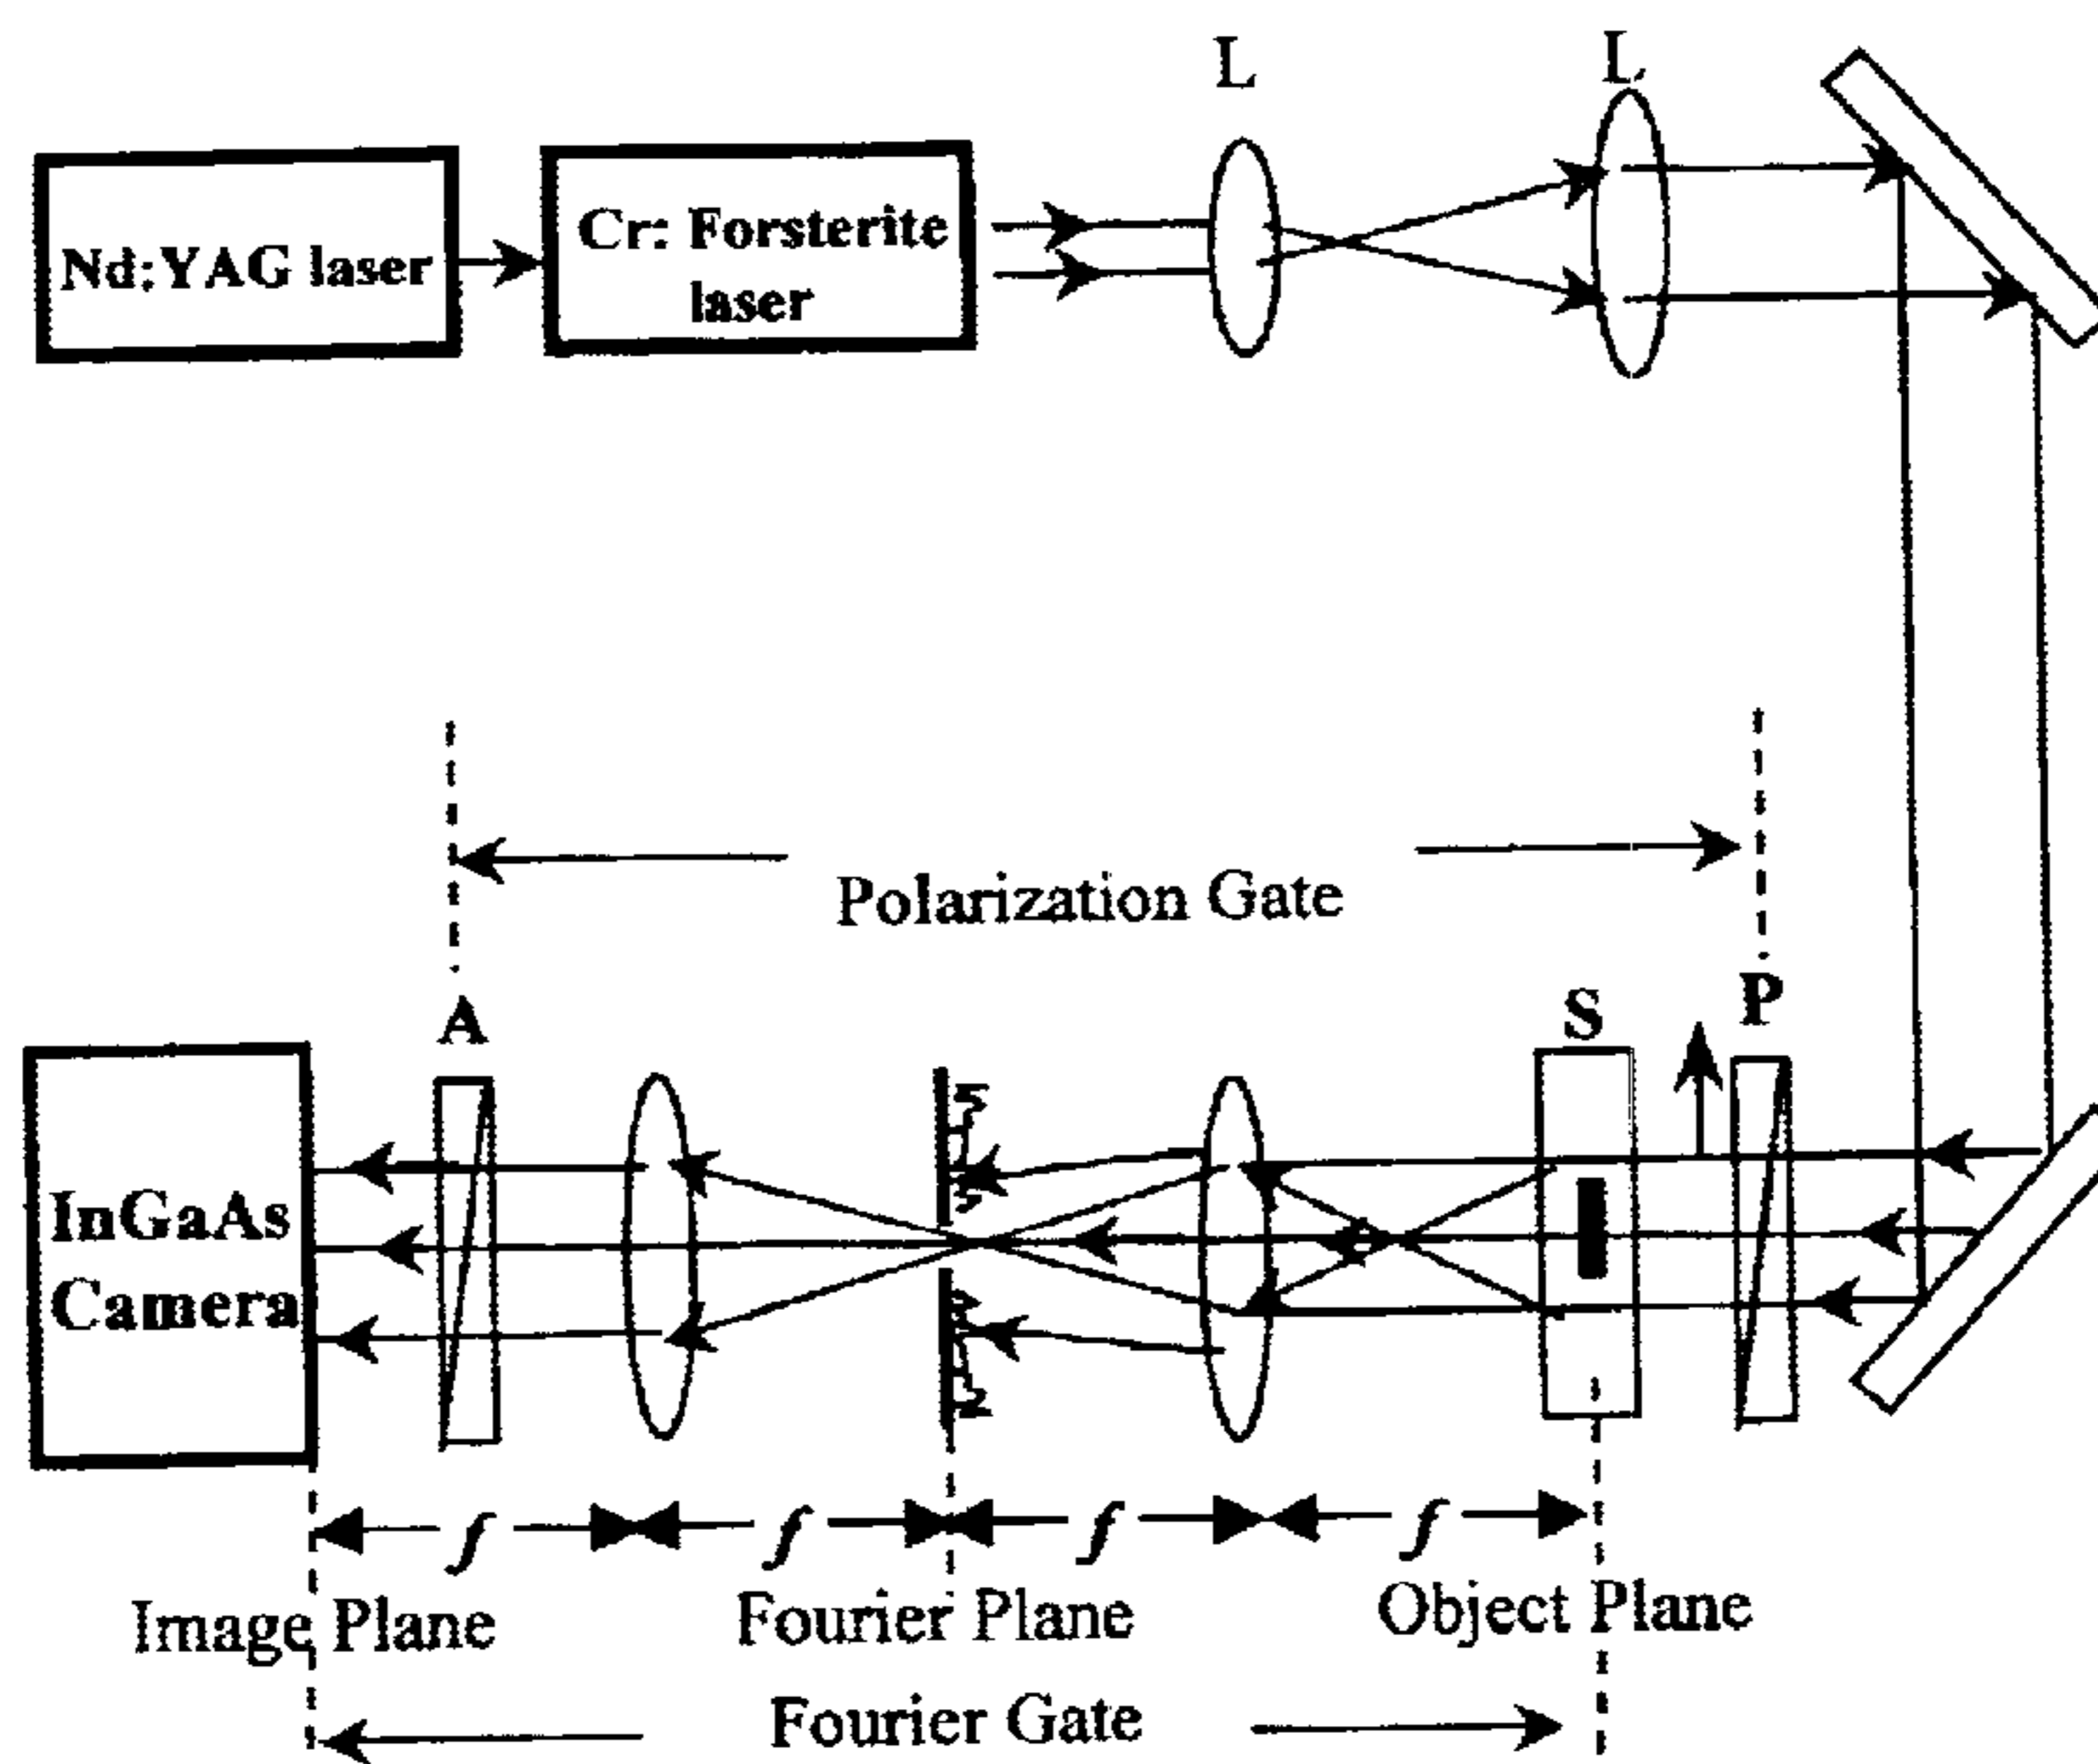 L
L
Nd:YAG laser
Cr: Forsterite
laser
Polarization Gate
A
S
P
InGaAs
Camera
f
f
f
f
Image Plane
Fourier Plane
Object Plane
Fourier Gate